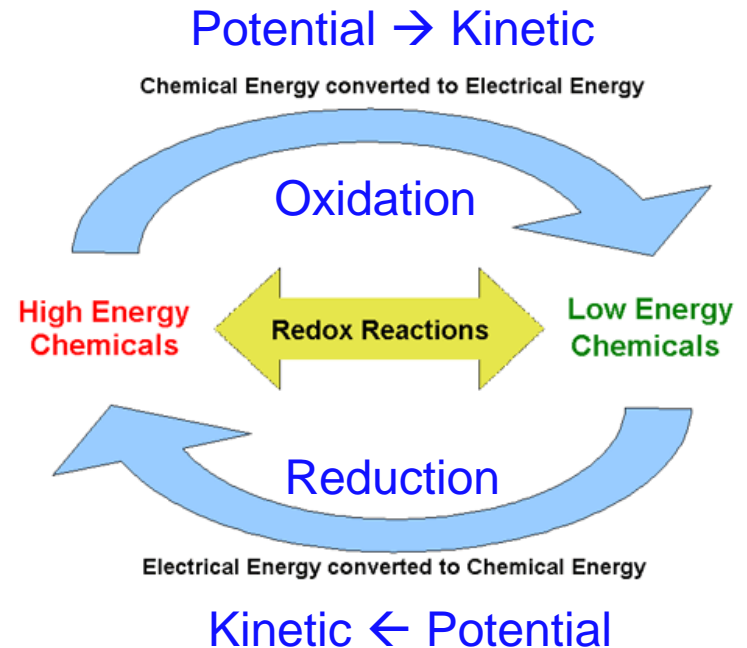 Potential → Kinetic
Chemical Energy converted to Electrical Energy
Oxidation
High Energy
Chemicals
Redox Reactions
Low Energy
Chemicals
Reduction
Electrical Energy converted to Chemical Energy
Kinetic ← Potential